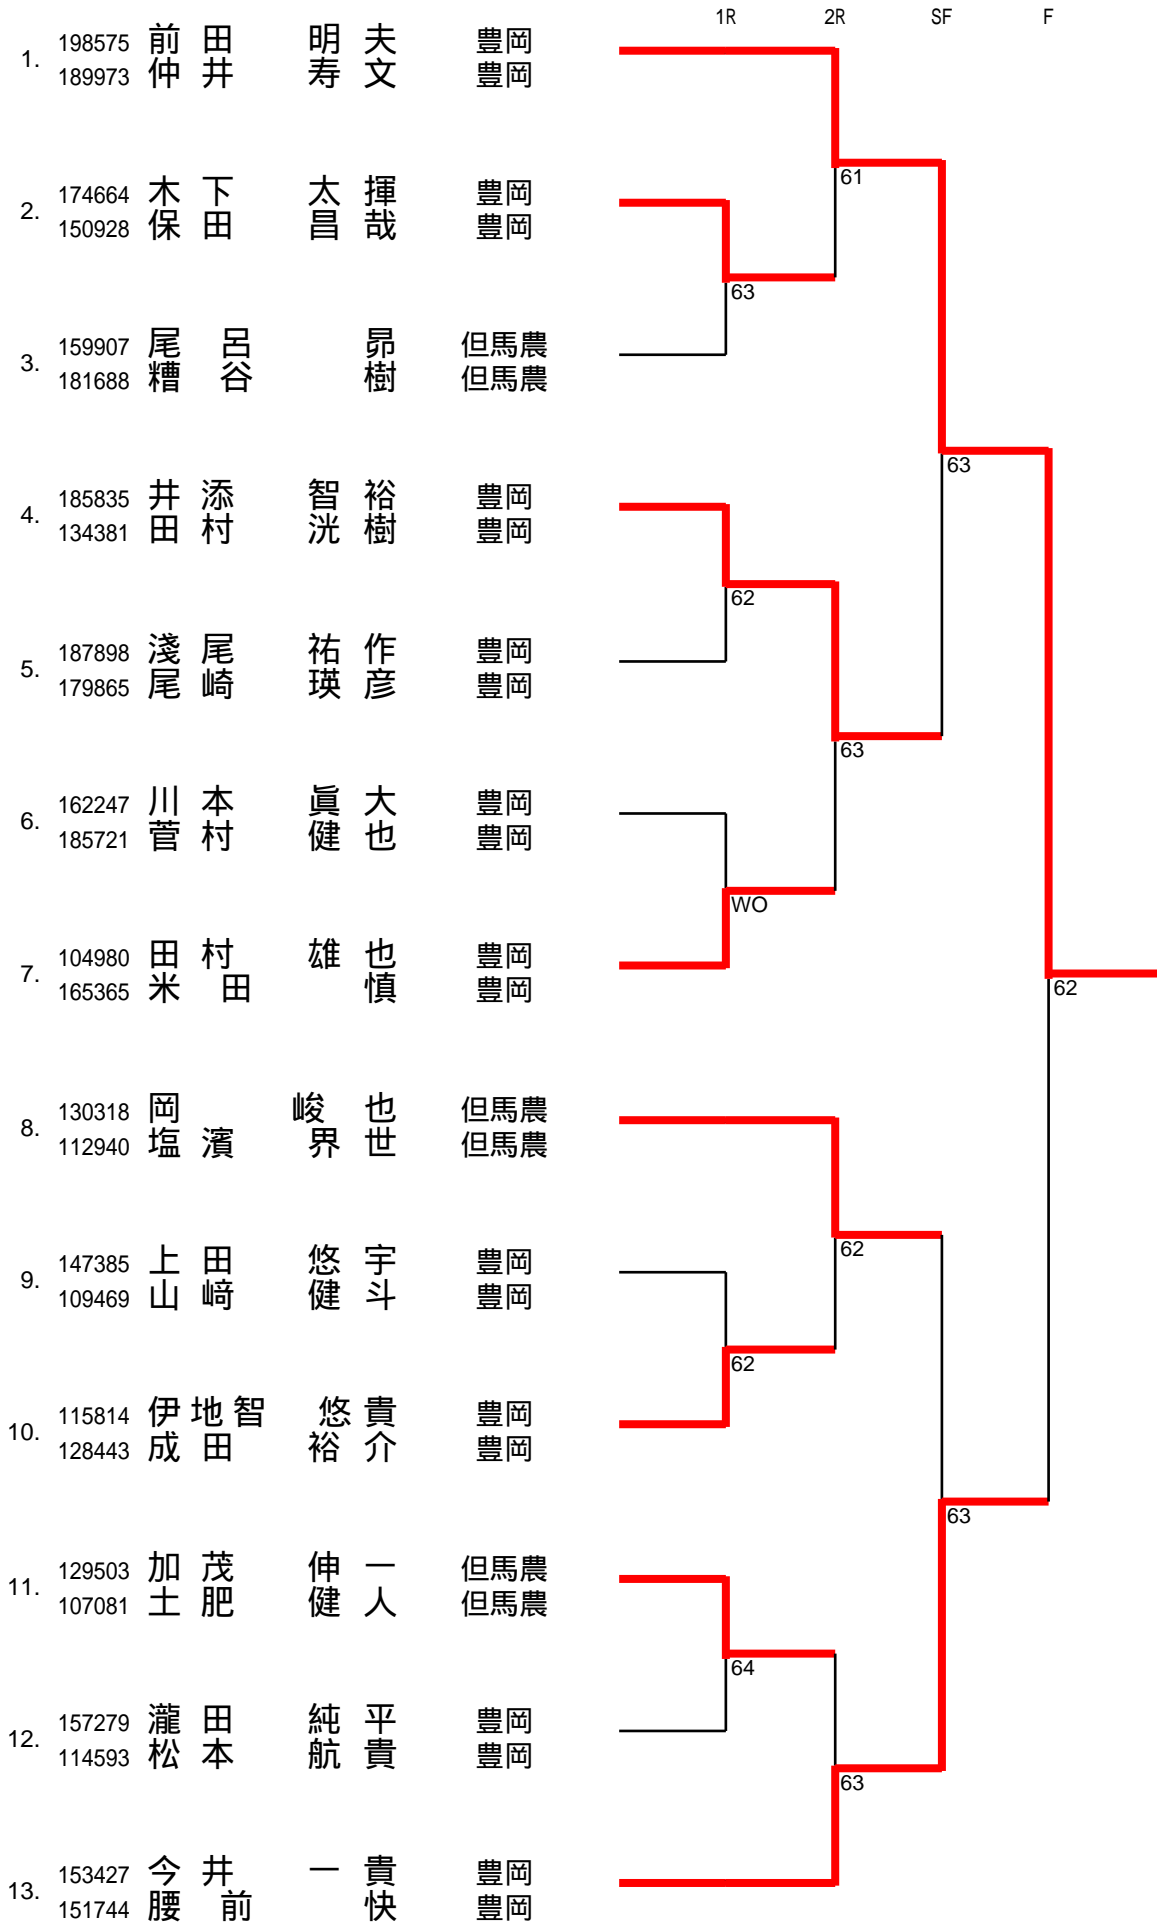 1R 2R SF F
1. 198575 前田 明夫 豊岡
189973 仲井 寿文 豊岡
61
2. 174664 木下 太揮 豊岡
150928 保田 昌哉 豊岡
63
3. 159907 尾呂 昴 但馬農
181688 糟谷 樹 但馬農
63
4. 185835 井添 智裕 豊岡
134381 田村 洸樹 豊岡
62
5. 187898 淺尾 祐作 豊岡
179865 尾崎 瑛彦 豊岡
63
6. 162247 川本 眞大 豊岡
185721 菅村 健也 豊岡
WO
7. 104980 田村 雄也 豊岡
165365 米田 慎 豊岡
62
8. 130318 岡 峻也 但馬農
112940 塩濱 界世 但馬農
62
9. 147385 上田 悠宇 豊岡
109469 山﨑 健斗 豊岡
62
10. 115814 伊地智 悠貴 豊岡
128443 成田 裕介 豊岡
63
11. 129503 加茂 伸一 但馬農
107081 土肥 健人 但馬農
64
12. 157279 瀧田 純平 豊岡
114593 松本 航貴 豊岡
63
13. 153427 今井 一貴 豊岡
151744 腰前 快 豊岡